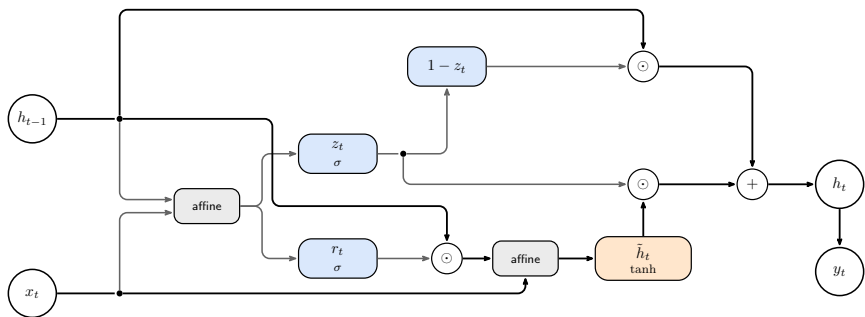 1 − z_t
⊙
h_{t−1}
z_t
σ
affine
⊙
+
h_t
r_t
σ
⊙
affine
h̃_t
tanh
y_t
x_t